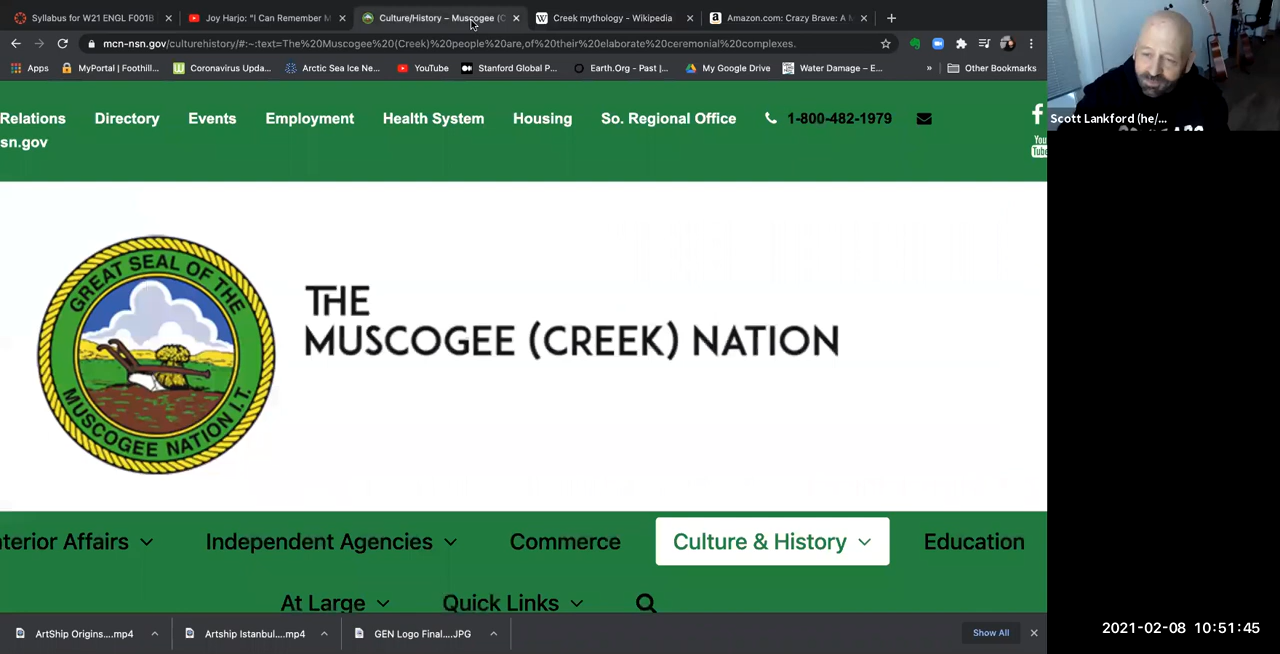 Syllabus for W21 ENGL F001B
Joy Harjo: "I Can Remember M
Culture/History – Muscogee (C
Creek mythology - Wikipedia
Amazon.com: Crazy Brave: A M
mcn-nsn.gov/culturehistory/#:~:text=The%20Muscogee%20(Creek)%20people%20are,of%20their%20elaborate%20ceremonial%20complexes.
Apps
MyPortal | Foothill...
Coronavirus Upda...
Arctic Sea Ice Ne...
YouTube
Stanford Global P...
Earth.Org - Past |...
My Google Drive
Water Damage – E...
»
Other Bookmarks
Relations
Directory
Events
Employment
Health System
Housing
So. Regional Office
1-800-482-1979
sn.gov
You
Tube
Scott Lankford (he/...
GREAT SEAL OF THE
MUSCOGEE NATION I.T.
THE
MUSCOGEE (CREEK) NATION
nterior Affairs
Independent Agencies
Commerce
Culture & History
Education
At Large
Quick Links
ArtShip Origins....mp4
Artship Istanbul....mp4
GEN Logo Final....JPG
Show All
2021-02-08 10:51:45